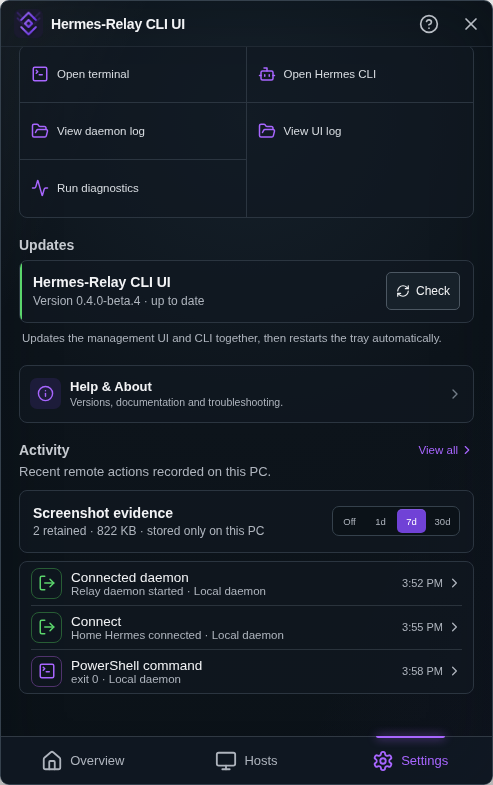 Hermes-Relay CLI UI
Open terminal
Open Hermes CLI
View daemon log
View UI log
Run diagnostics
Updates
Hermes-Relay CLI UI
Version 0.4.0-beta.4 · up to date
Check
Updates the management UI and CLI together, then restarts the tray automatically.
Help & About
Versions, documentation and troubleshooting.
Activity
View all
Recent remote actions recorded on this PC.
Screenshot evidence
2 retained · 822 KB · stored only on this PC
Off 1d 7d 30d
Connected daemon
Relay daemon started · Local daemon
3:52 PM
Connect
Home Hermes connected · Local daemon
3:55 PM
PowerShell command
exit 0 · Local daemon
3:58 PM
Overview
Hosts
Settings